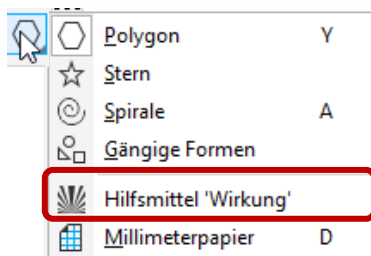 Polygon Y
Stern
Spirale A
Gängige Formen
Hilfsmittel 'Wirkung'
Millimeterpapier D